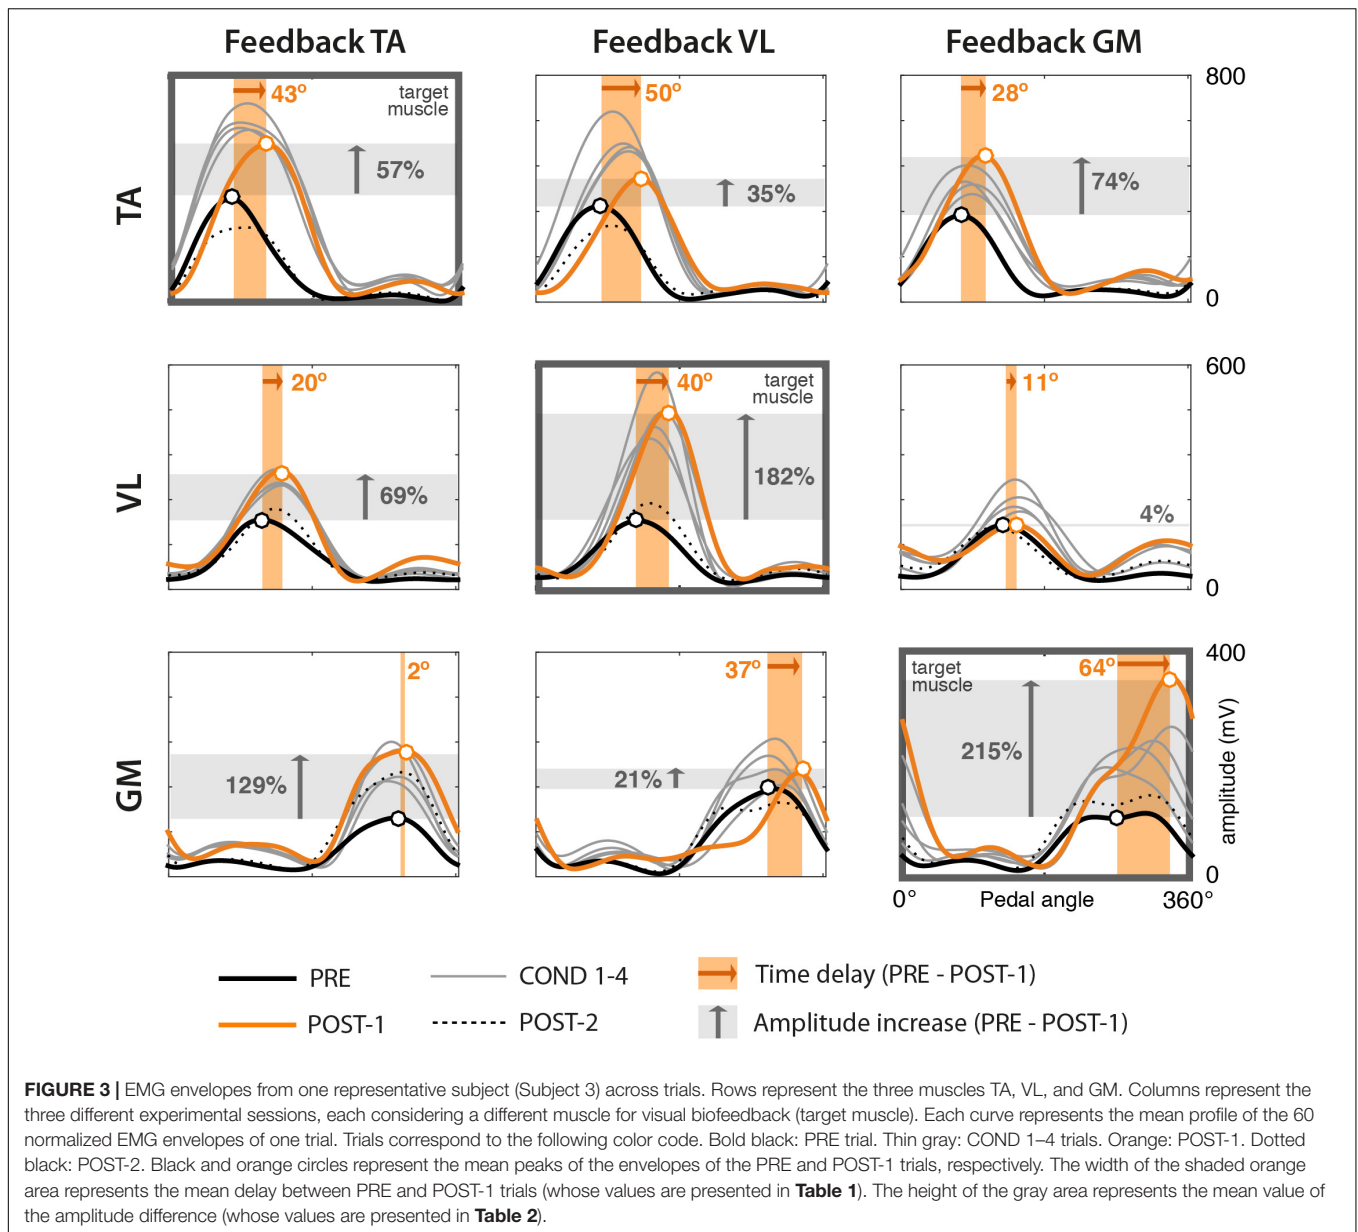 Feedback TA
Feedback VL
Feedback GM
TA
43°
target
muscle
57%
50°
35%
28°
74%
800
0
VL
20°
69%
40°
target
muscle
182%
11°
4%
600
0
GM
2°
129%
37°
21%
target
muscle
64°
215%
400
0
amplitude (mV)
0°
Pedal angle
360°
PRE
COND 1-4
Time delay (PRE - POST-1)
POST-1
POST-2
Amplitude increase (PRE - POST-1)
FIGURE 3 | EMG envelopes from one representative subject (Subject 3) across trials. Rows represent the three muscles TA, VL, and GM. Columns represent the
three different experimental sessions, each considering a different muscle for visual biofeedback (target muscle). Each curve represents the mean profile of the 60
normalized EMG envelopes of one trial. Trials correspond to the following color code. Bold black: PRE trial. Thin gray: COND 1–4 trials. Orange: POST-1. Dotted
black: POST-2. Black and orange circles represent the mean peaks of the envelopes of the PRE and POST-1 trials, respectively. The width of the shaded orange
area represents the mean delay between PRE and POST-1 trials (whose values are presented in Table 1). The height of the gray area represents the mean value of
the amplitude difference (whose values are presented in Table 2).